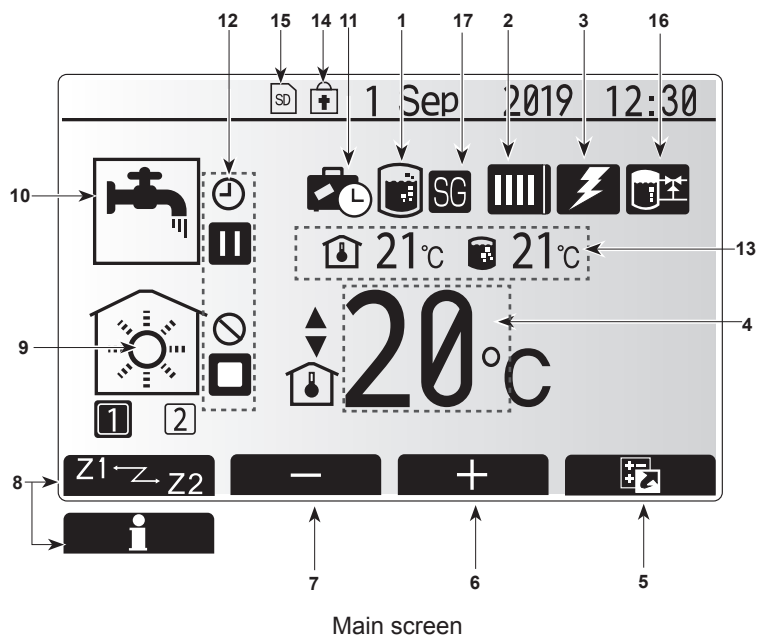 12 15 14 11 1 17 2 3 16
SD 1 Sep 2019 12:30
10
SG
21℃ 21℃ 13
20℃ 4
9
1 2
8 Z1 Z2 − +
i
7 6 5
Main screen